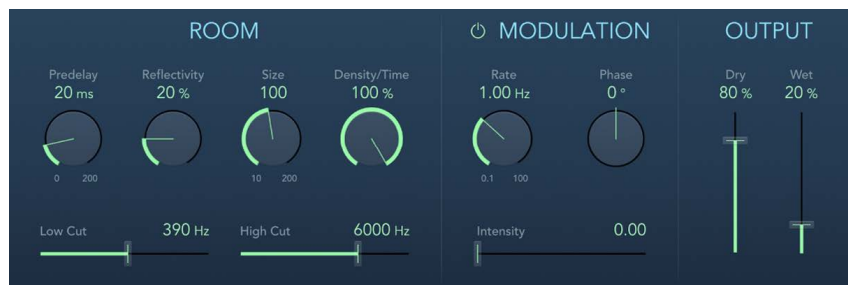 ROOM
MODULATION
OUTPUT
Predelay
20 ms
Reflectivity
20 %
Size
100
Density/Time
100 %
Rate
1.00 Hz
Phase
0 °
Dry
80 %
Wet
20 %
0 200
10 200
0.1 100
Low Cut 390 Hz
High Cut 6000 Hz
Intensity 0.00